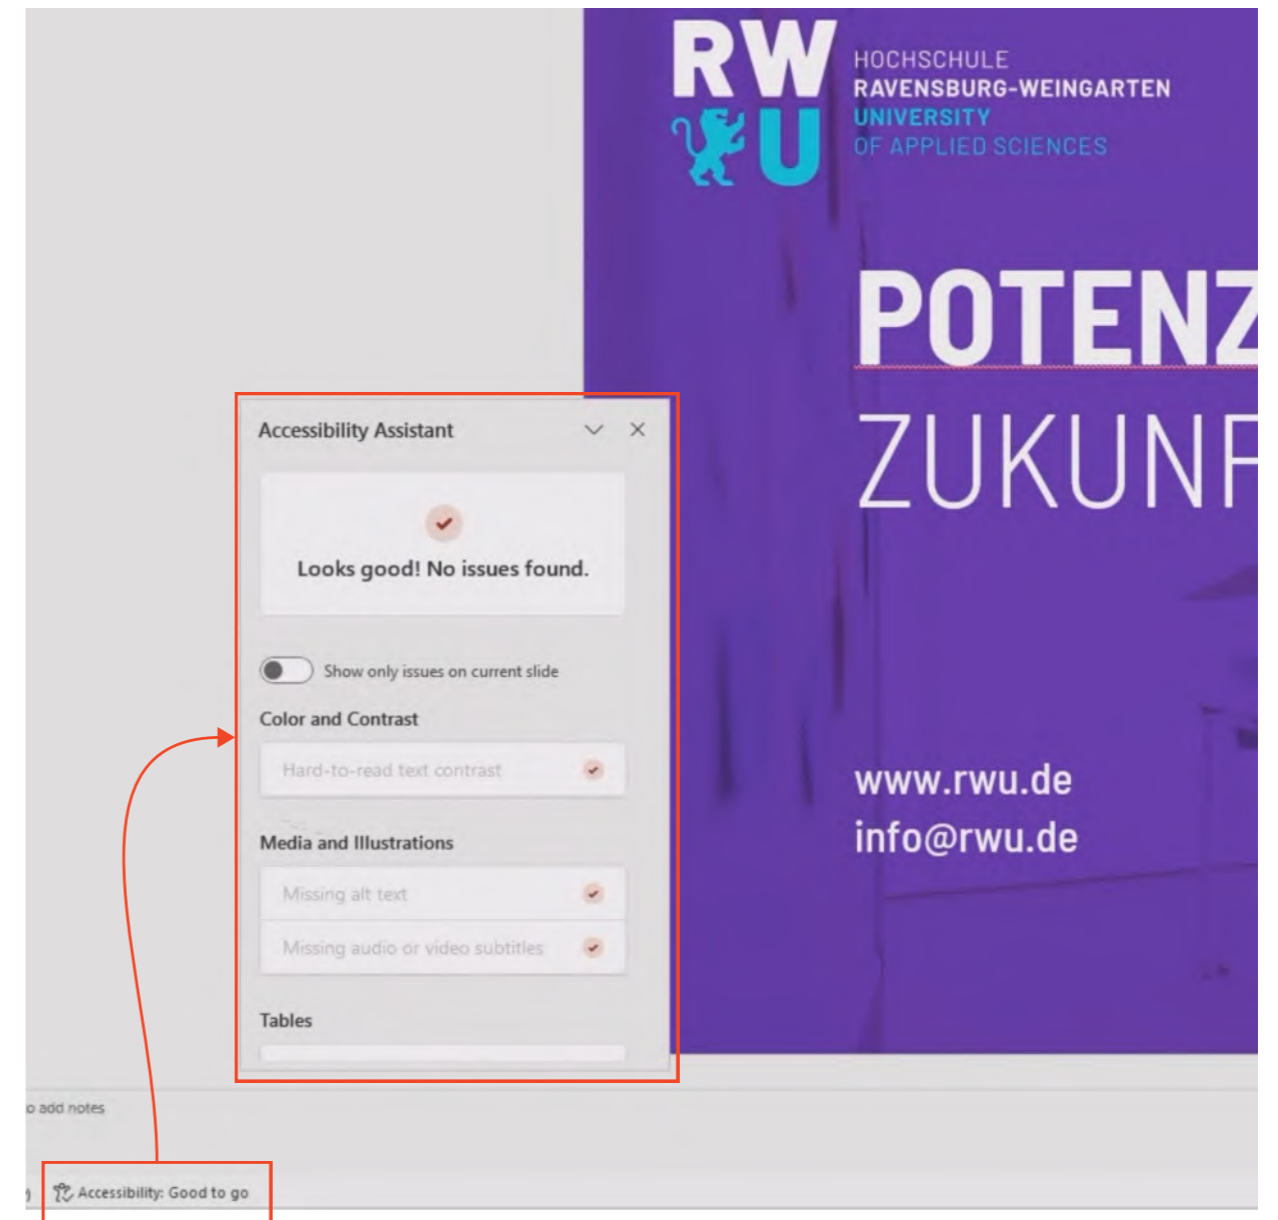 RW
U
HOCHSCHULE
RAVENSBURG-WEINGARTEN
UNIVERSITY
OF APPLIED SCIENCES
POTENZ
ZUKUNF
www.rwu.de
info@rwu.de
Accessibility Assistant
Looks good! No issues found.
Show only issues on current slide
Color and Contrast
Hard-to-read text contrast
Media and Illustrations
Missing alt text
Missing audio or video subtitles
Tables
o add notes
Accessibility: Good to go